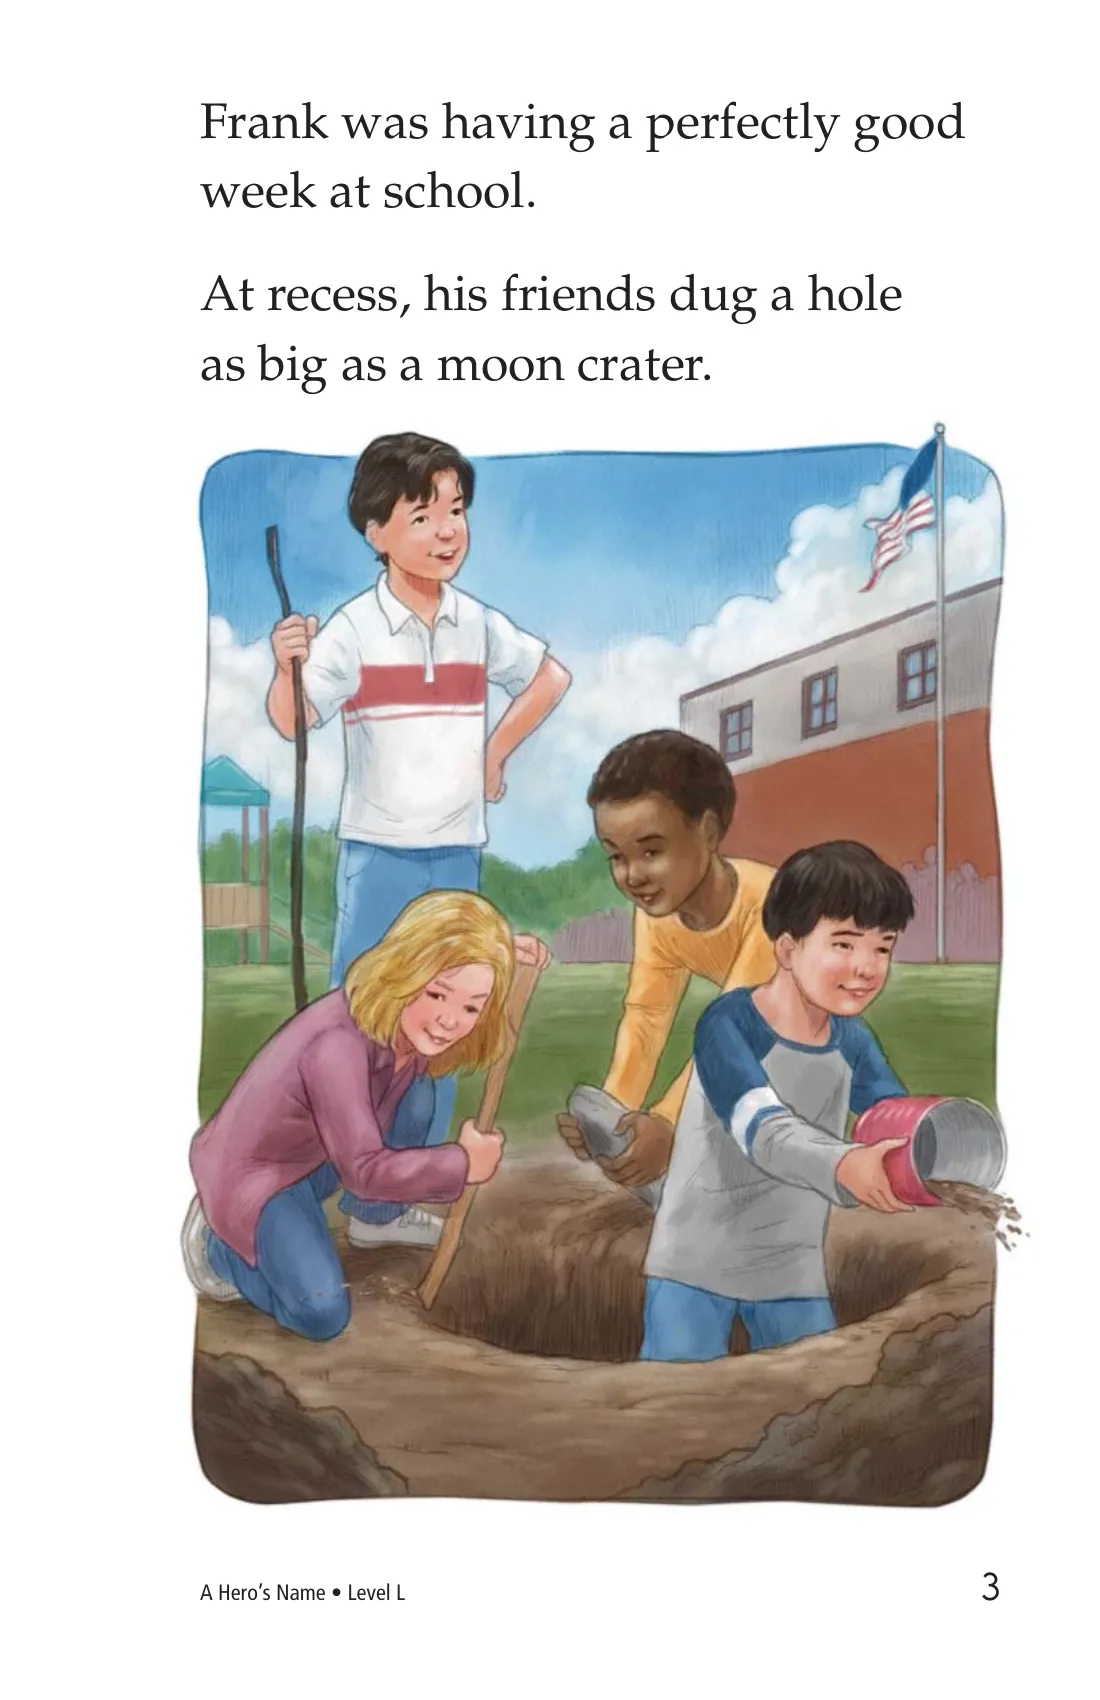 Frank was having a perfectly good
week at school.
At recess, his friends dug a hole
as big as a moon crater.
A Hero’s Name • Level L
3